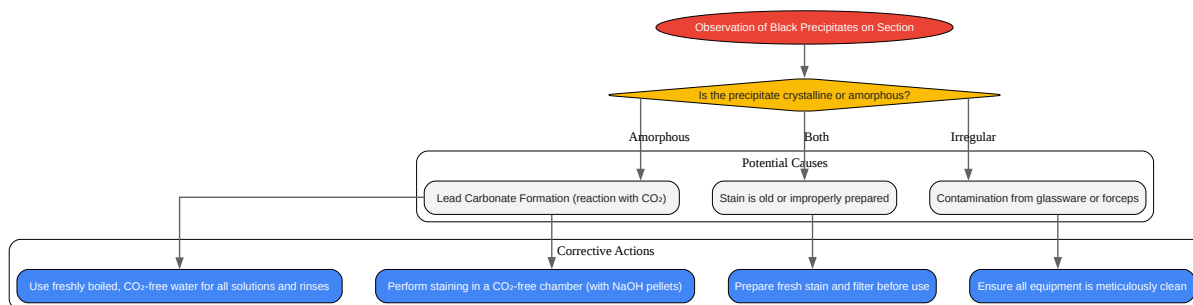 Observation of Black Precipitates on Section
Is the precipitate crystalline or amorphous?
Amorphous
Both
Irregular
Potential Causes
Lead Carbonate Formation (reaction with CO₂)
Stain is old or improperly prepared
Contamination from glassware or forceps
Corrective Actions
Use freshly boiled, CO₂-free water for all solutions and rinses
Perform staining in a CO₂-free chamber (with NaOH pellets)
Prepare fresh stain and filter before use
Ensure all equipment is meticulously clean